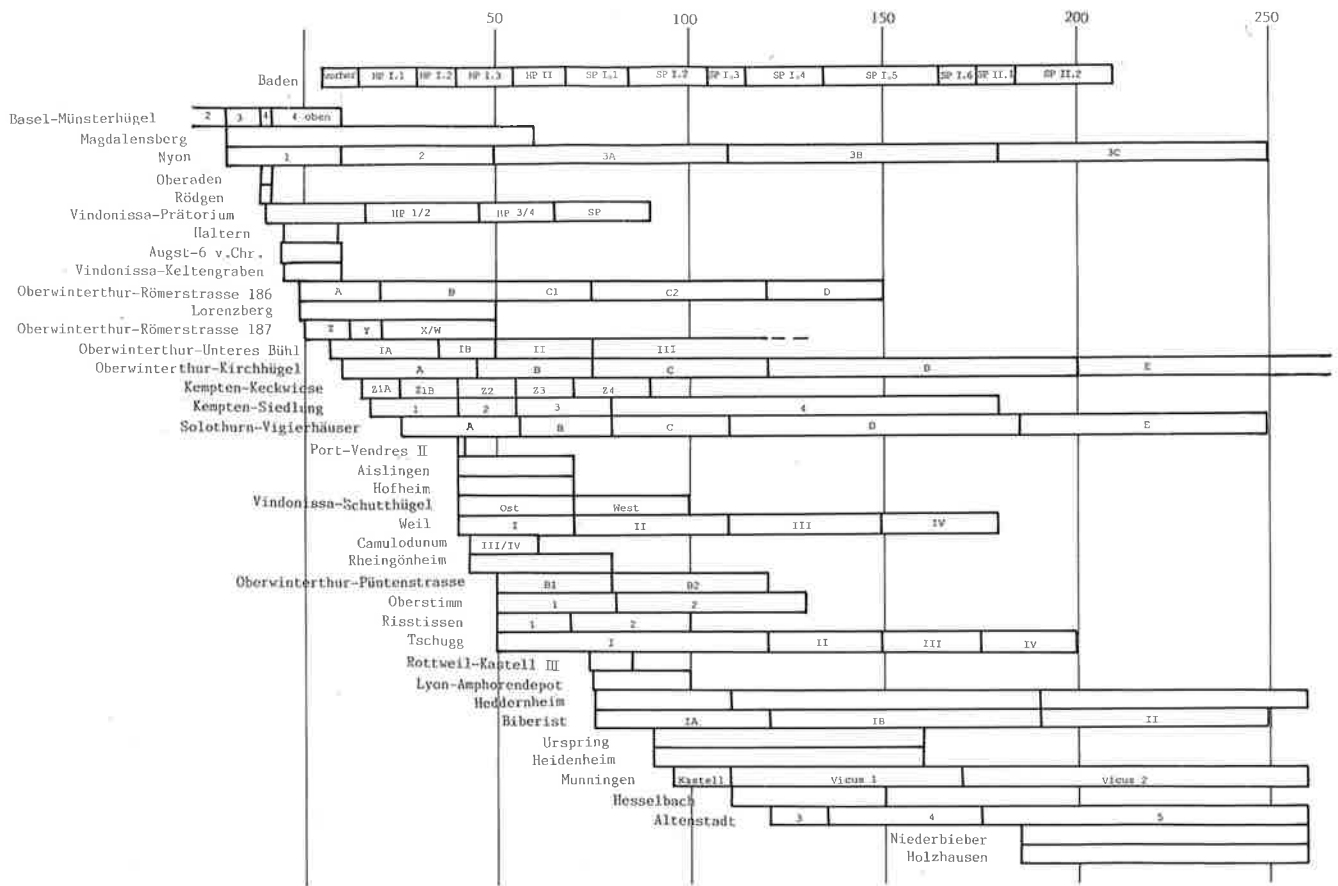 50 100 150 200 250
Baden vorher HP I.1 HP I.2 HP I.3 HP II SP I.1 SP I.2 SP I.3 SP I.4 SP I.5 SP I.6 SP II.1 SP II.2
Basel-Münsterhügel 2 3 4 4 oben
Magdalensberg
Nyon 1 2 3A 3B 3C
Oberaden
Rödgen
Vindonissa-Prätorium HP 1/2 HP 3/4 SP
Haltern
Augst-6 v.Chr.
Vindonissa-Keltengraben
Oberwinterthur-Römerstrasse 186 A B C1 C2 D
Lorenzberg
Oberwinterthur-Römerstrasse 187 Z Y X/W
Oberwinterthur-Unteres Bühl IA IB II III
Oberwinterthur-Kirchhügel A B C D E
Kempten-Keckwiese Z1A Z1B Z2 Z3 Z4
Kempten-Siedlung 1 2 3 4
Solothurn-Vigierhäuser A B C D E
Port-Vendres II
Aislingen
Hofheim
Vindonissa-Schutthügel Ost West
Weil I II III IV
Camulodunum III/IV
Rheingönheim
Oberwinterthur-Püntenstrasse B1 B2
Oberstimm 1 2
Risstissen 1 2
Tschugg I II III IV
Rottweil-Kastell III
Lyon-Amphorendepot
Heddernheim
Biberist IA IB II
Urspring
Heidenheim
Munningen Kastell Vicus 1 Vicus 2
Hesselbach
Altenstadt 3 4 5
Niederbieber
Holzhausen